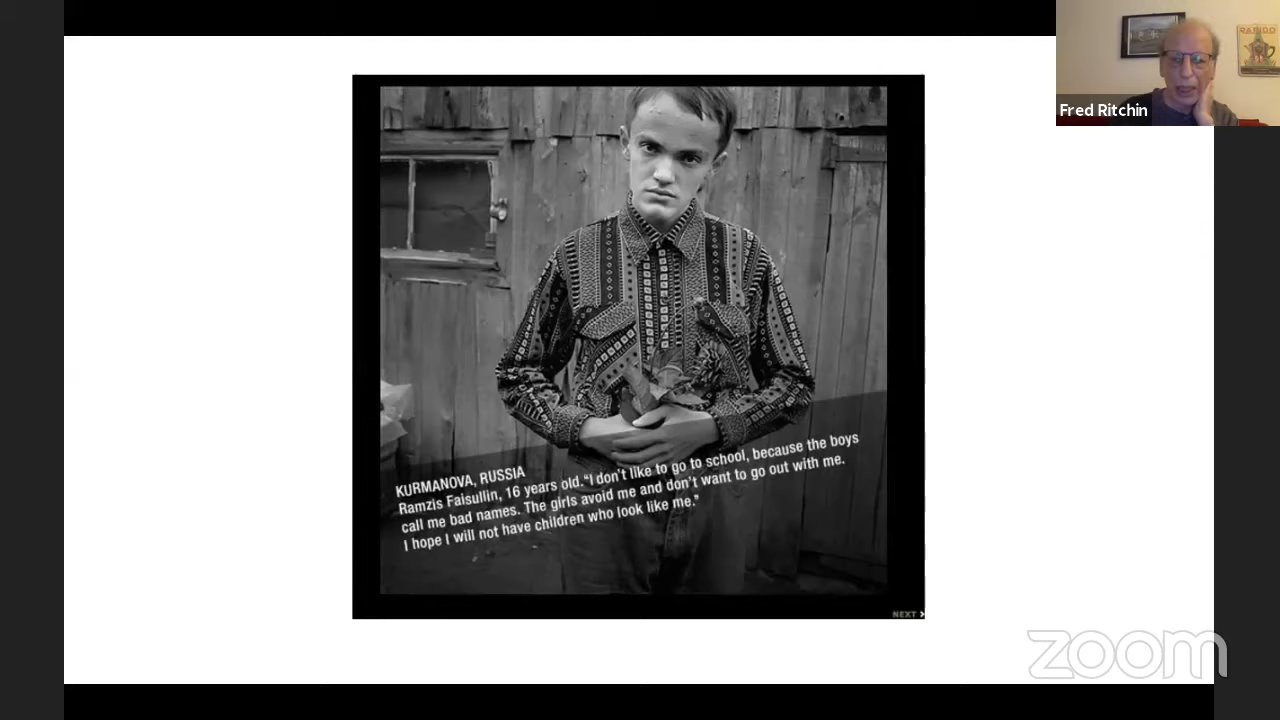 RAPIDO
Fred Ritchin
KURMANOVA, RUSSIA
Ramzis Faisullin, 16 years old.“I don’t like to go to school, because the boys
call me bad names. The girls avoid me and don’t want to go out with me.
I hope I will not have children who look like me.”
NEXT
zoom